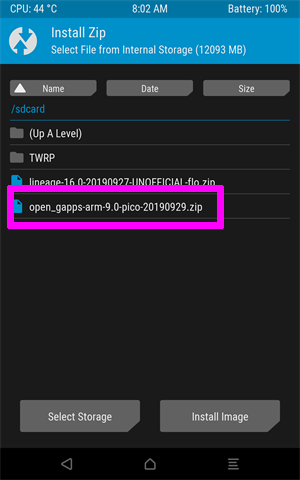 CPU: 44 °C 8:02 AM Battery: 100%
Install Zip
Select File from Internal Storage (12093 MB)
Name Date Size
/sdcard
(Up A Level)
TWRP
lineage-16.0-20190927-UNOFFICIAL-flo.zip
open_gapps-arm-9.0-pico-20190929.zip
Select Storage Install Image